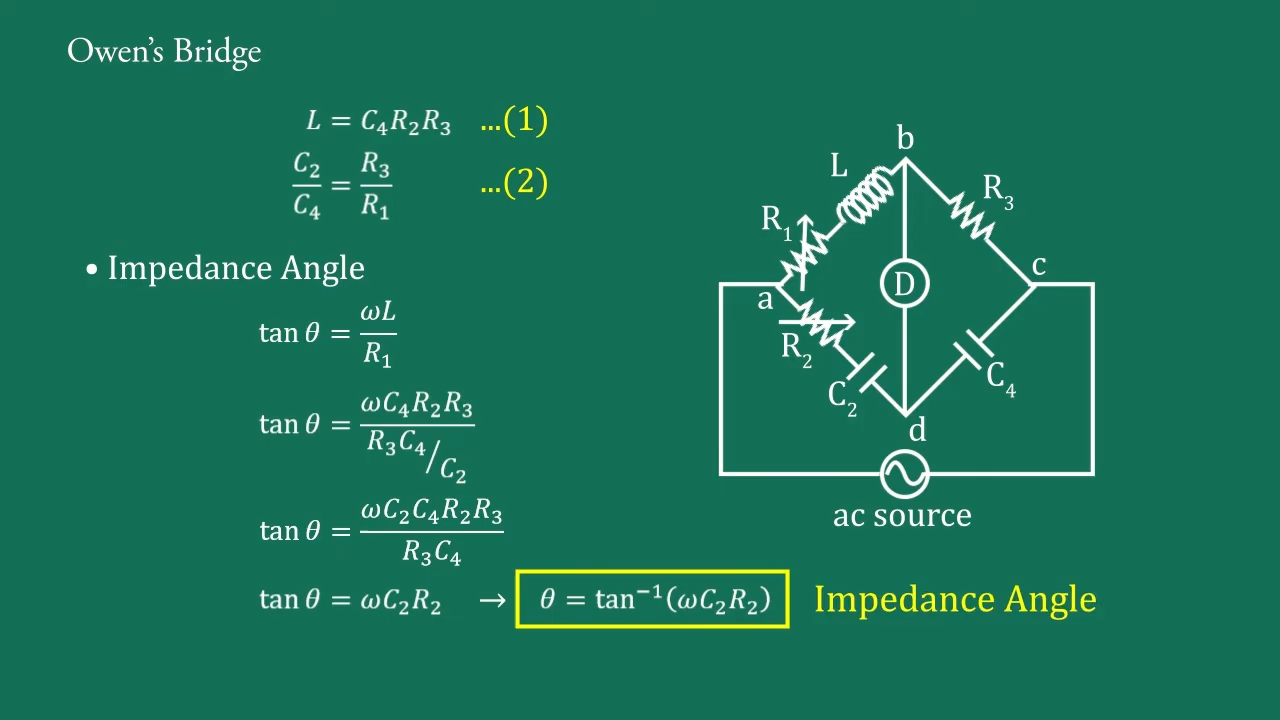 Owen's Bridge
L = C₄R₂R₃ ...(1)
C₂/C₄ = R₃/R₁ ...(2)
• Impedance Angle
tan θ = ωL/R₁
tan θ = ωC₄R₂R₃/(R₃C₄/C₂)
tan θ = ωC₂C₄R₂R₃/R₃C₄
tan θ = ωC₂R₂ → θ = tan⁻¹(ωC₂R₂) Impedance Angle
b
L
R₃
R₁
c
a
D
R₂
C₄
C₂
d
ac source